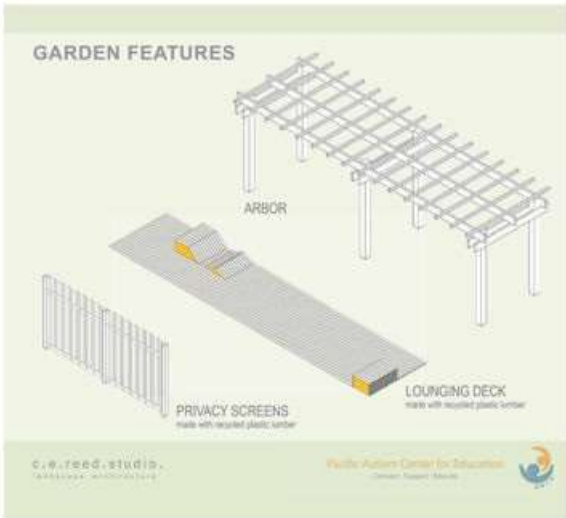 GARDEN FEATURES
ARBOR
LOUNGING DECK
made with recycled plastic lumber
PRIVACY SCREENS
made with recycled plastic lumber
c.e.reed.studio.
landscape architecture
Pacific Autism Center for Education